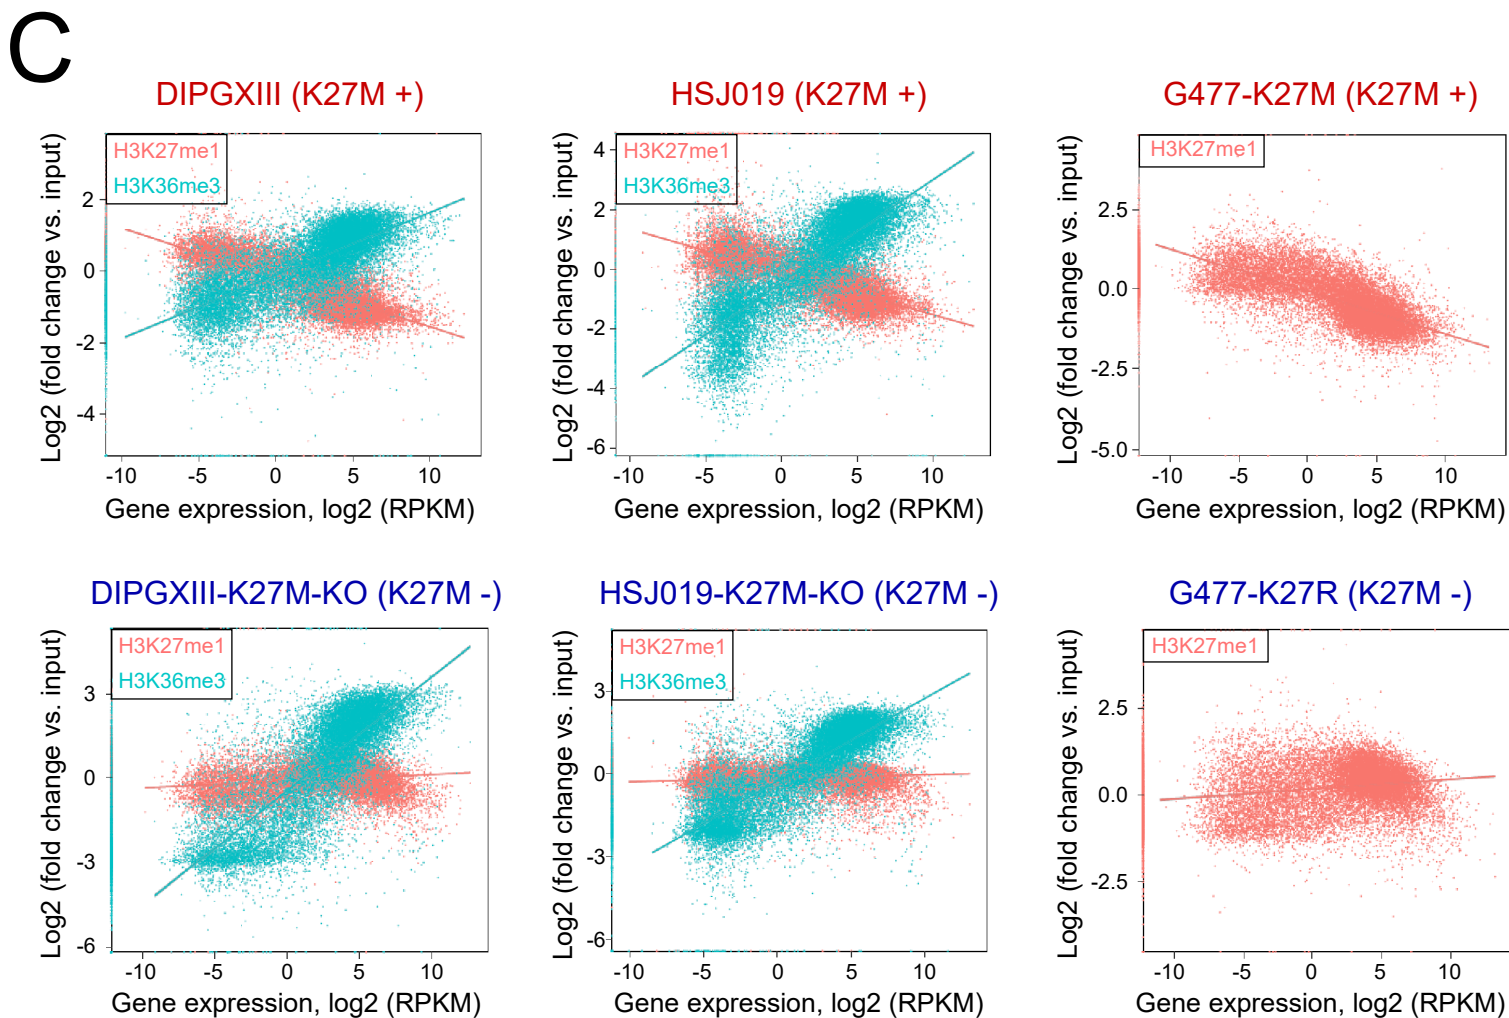 C
DIPGXIII (K27M +)
HSJ019 (K27M +)
G477-K27M (K27M +)
Log2 (fold change vs. input)
H3K27me1
H3K36me3
2
0
-2
-4
-10 -5 0 5 10
Gene expression, log2 (RPKM)
Log2 (fold change vs. input)
H3K27me1
H3K36me3
4
2
0
-2
-4
-6
-10 -5 0 5 10
Gene expression, log2 (RPKM)
Log2 (fold change vs. input)
H3K27me1
2.5
0.0
-2.5
-5.0
-10 -5 0 5 10
Gene expression, log2 (RPKM)
DIPGXIII-K27M-KO (K27M -)
HSJ019-K27M-KO (K27M -)
G477-K27R (K27M -)
Log2 (fold change vs. input)
H3K27me1
H3K36me3
3
0
-3
-6
-10 -5 0 5 10
Gene expression, log2 (RPKM)
Log2 (fold change vs. input)
H3K27me1
H3K36me3
3
0
-3
-6
-10 -5 0 5 10
Gene expression, log2 (RPKM)
Log2 (fold change vs. input)
H3K27me1
2.5
0.0
-2.5
-10 -5 0 5 10
Gene expression, log2 (RPKM)